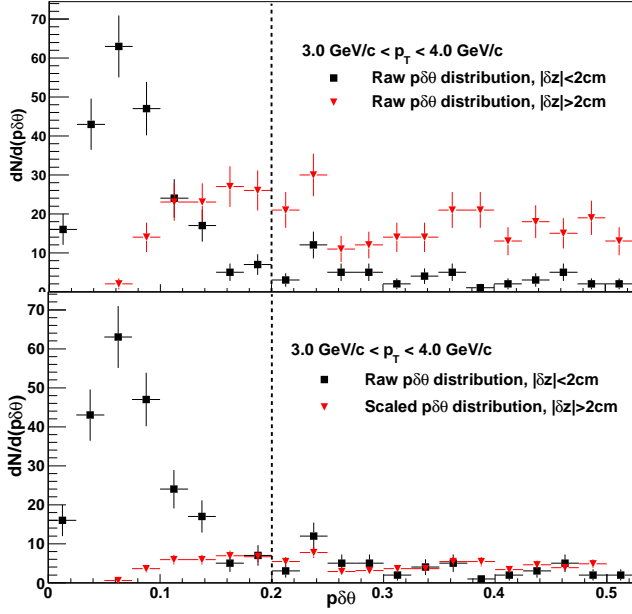 70
60
50
40
30
20
10
0
dN/d(pδθ)
3.0 GeV/c < p_T < 4.0 GeV/c
Raw pδθ distribution, |δz|<2cm
Raw pδθ distribution, |δz|>2cm
70
60
50
40
30
20
10
0
dN/d(pδθ)
3.0 GeV/c < p_T < 4.0 GeV/c
Raw pδθ distribution, |δz|<2cm
Scaled pδθ distribution, |δz|>2cm
0 0.1 0.2 0.3 0.4 0.5
pδθ